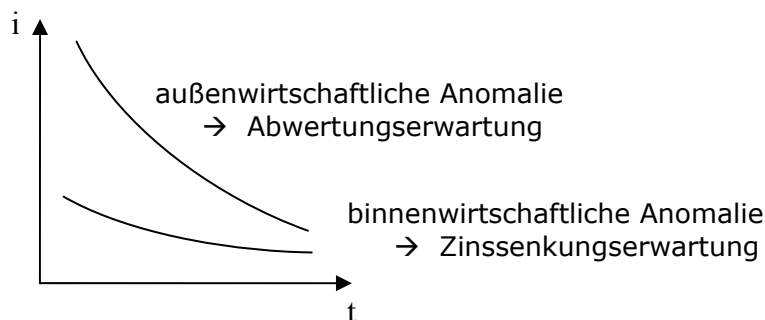 i
außenwirtschaftliche Anomalie
→ Abwertungserwartung
binnenwirtschaftliche Anomalie
→ Zinssenkungserwartung
t